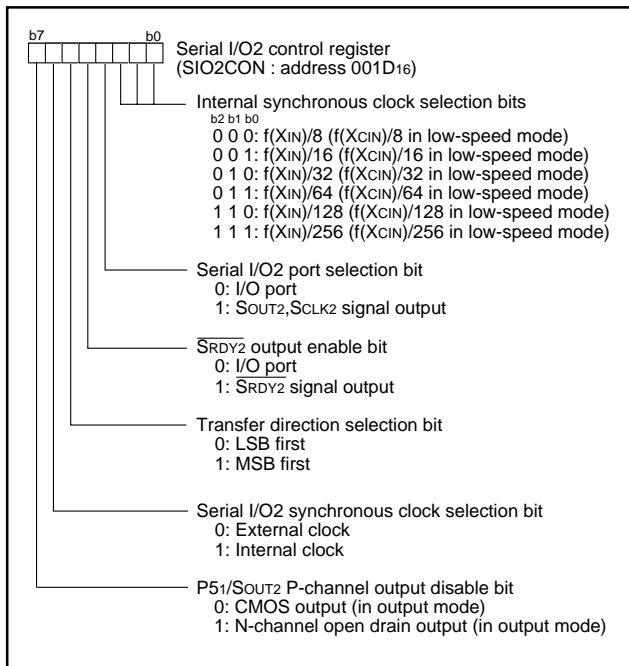 b7 b0
Serial I/O2 control register
(SIO2CON : address 001D16)
Internal synchronous clock selection bits
b2 b1 b0
0 0 0: f(XIN)/8 (f(XCIN)/8 in low-speed mode)
0 0 1: f(XIN)/16 (f(XCIN)/16 in low-speed mode)
0 1 0: f(XIN)/32 (f(XCIN)/32 in low-speed mode)
0 1 1: f(XIN)/64 (f(XCIN)/64 in low-speed mode)
1 1 0: f(XIN)/128 (f(XCIN)/128 in low-speed mode)
1 1 1: f(XIN)/256 (f(XCIN)/256 in low-speed mode)
Serial I/O2 port selection bit
0: I/O port
1: SOUT2,SCLK2 signal output
SRDY2 output enable bit
0: I/O port
1: SRDY2 signal output
Transfer direction selection bit
0: LSB first
1: MSB first
Serial I/O2 synchronous clock selection bit
0: External clock
1: Internal clock
P51/SOUT2 P-channel output disable bit
0: CMOS output (in output mode)
1: N-channel open drain output (in output mode)